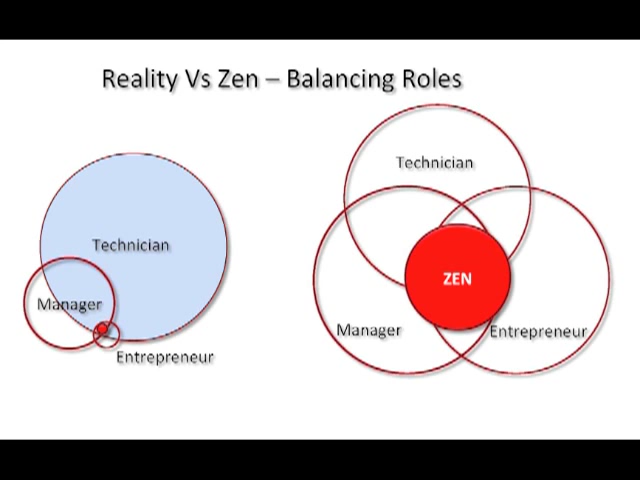 Reality Vs Zen – Balancing Roles
Technician
Manager
Entrepreneur
Technician
ZEN
Manager
Entrepreneur